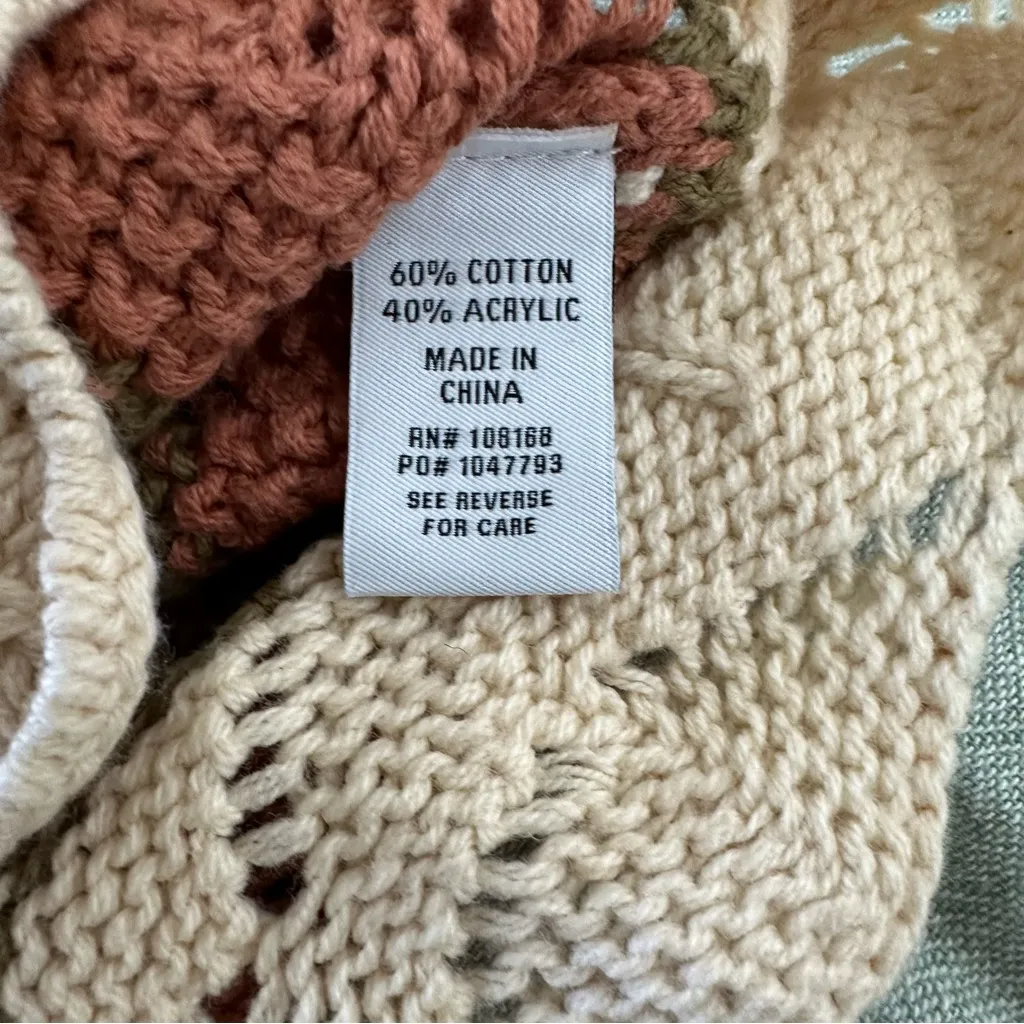 60% COTTON
40% ACRYLIC
MADE IN
CHINA
RN# 108168
PO# 1047793
SEE REVERSE
FOR CARE